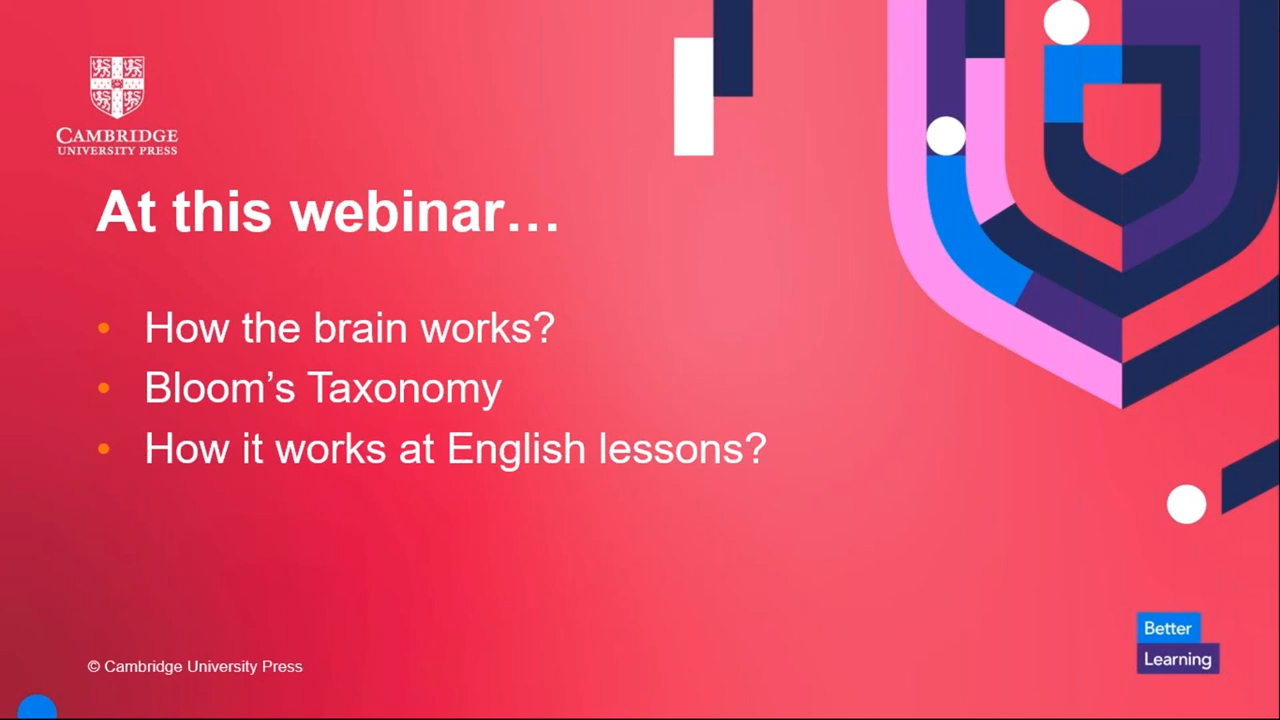 CAMBRIDGE
UNIVERSITY PRESS
At this webinar…
• How the brain works?
• Bloom’s Taxonomy
• How it works at English lessons?
© Cambridge University Press
Better
Learning